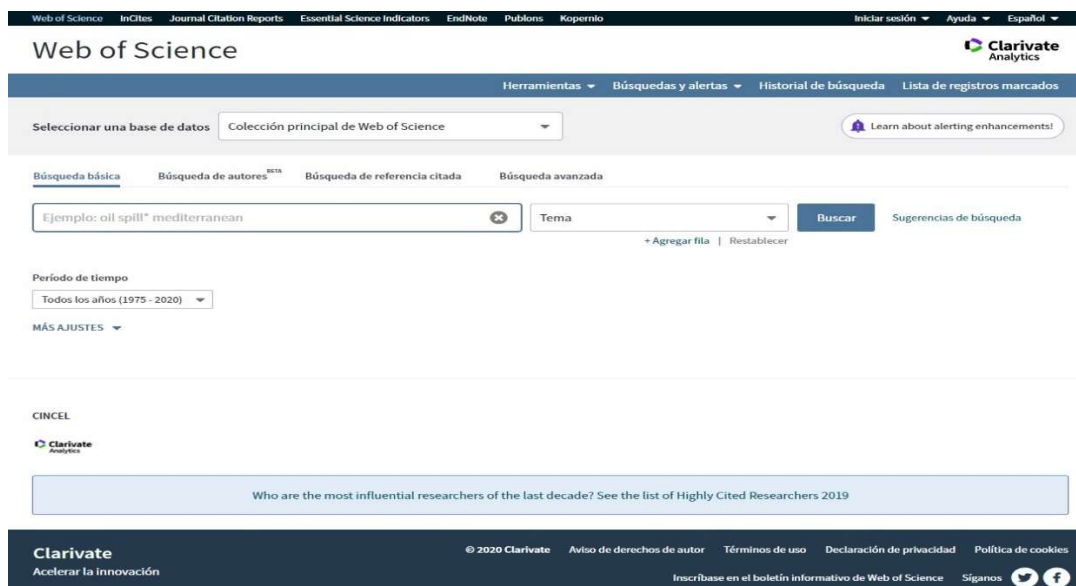 Web of Science InCites Journal Citation Reports Essential Science Indicators EndNote Publons Kopernio Iniciar sesión Ayuda Español
Web of Science
Clarivate
Analytics
Herramientas Búsquedas y alertas Historial de búsqueda Lista de registros marcados
Seleccionar una base de datos Colección principal de Web of Science Learn about alerting enhancements!
Búsqueda básica Búsqueda de autores BETA Búsqueda de referencia citada Búsqueda avanzada
Ejemplo: oil spill* mediterranean Tema Buscar Sugerencias de búsqueda
+ Agregar fila | Restablecer
Período de tiempo
Todos los años (1975 - 2020)
MÁS AJUSTES
CINCEL
Clarivate
Analytics
Who are the most influential researchers of the last decade? See the list of Highly Cited Researchers 2019
Clarivate © 2020 Clarivate Aviso de derechos de autor Términos de uso Declaración de privacidad Política de cookies
Acelerar la innovación Inscríbase en el boletín informativo de Web of Science Síganos